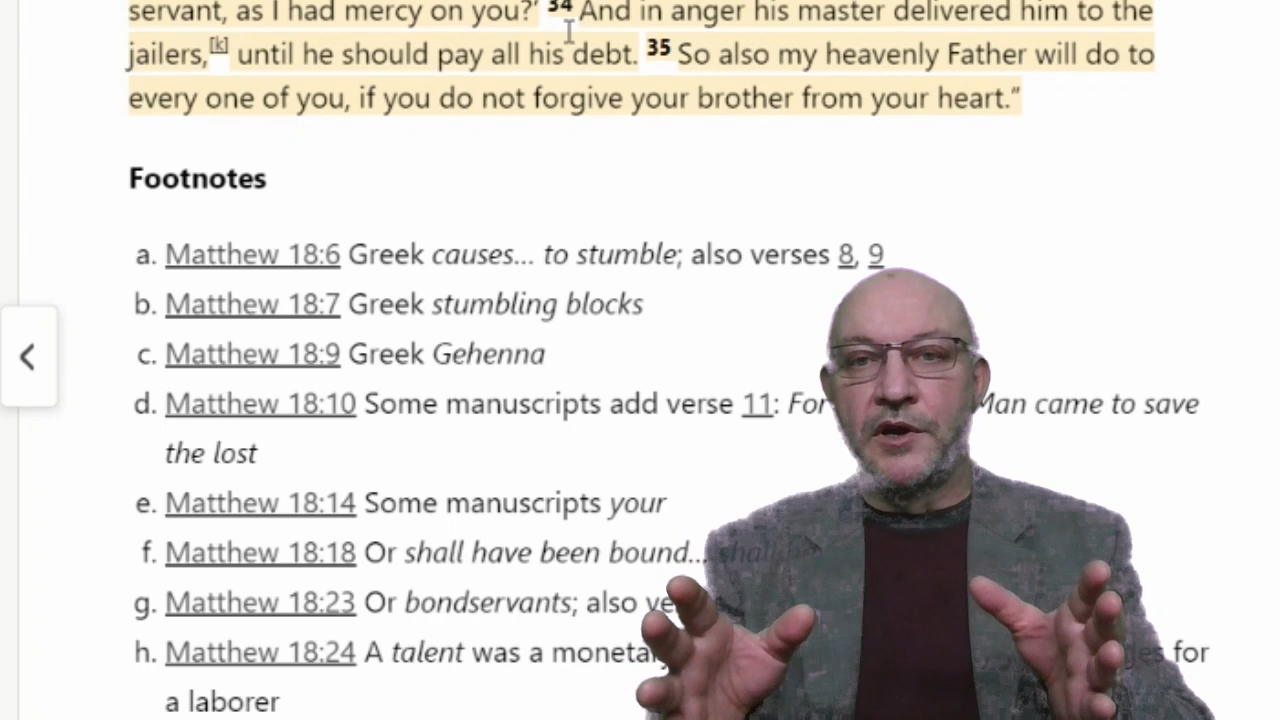 servant, as I had mercy on you?' 34 And in anger his master delivered him to the
jailers,[k] until he should pay all his debt. 35 So also my heavenly Father will do to
every one of you, if you do not forgive your brother from your heart.”
Footnotes
a. Matthew 18:6 Greek causes... to stumble; also verses 8, 9
b. Matthew 18:7 Greek stumbling blocks
c. Matthew 18:9 Greek Gehenna
d. Matthew 18:10 Some manuscripts add verse 11: For Man came to save
the lost
e. Matthew 18:14 Some manuscripts your
f. Matthew 18:18 Or shall have been bound... shall
g. Matthew 18:23 Or bondservants; also
h. Matthew 18:24 A talent was a for
a laborer